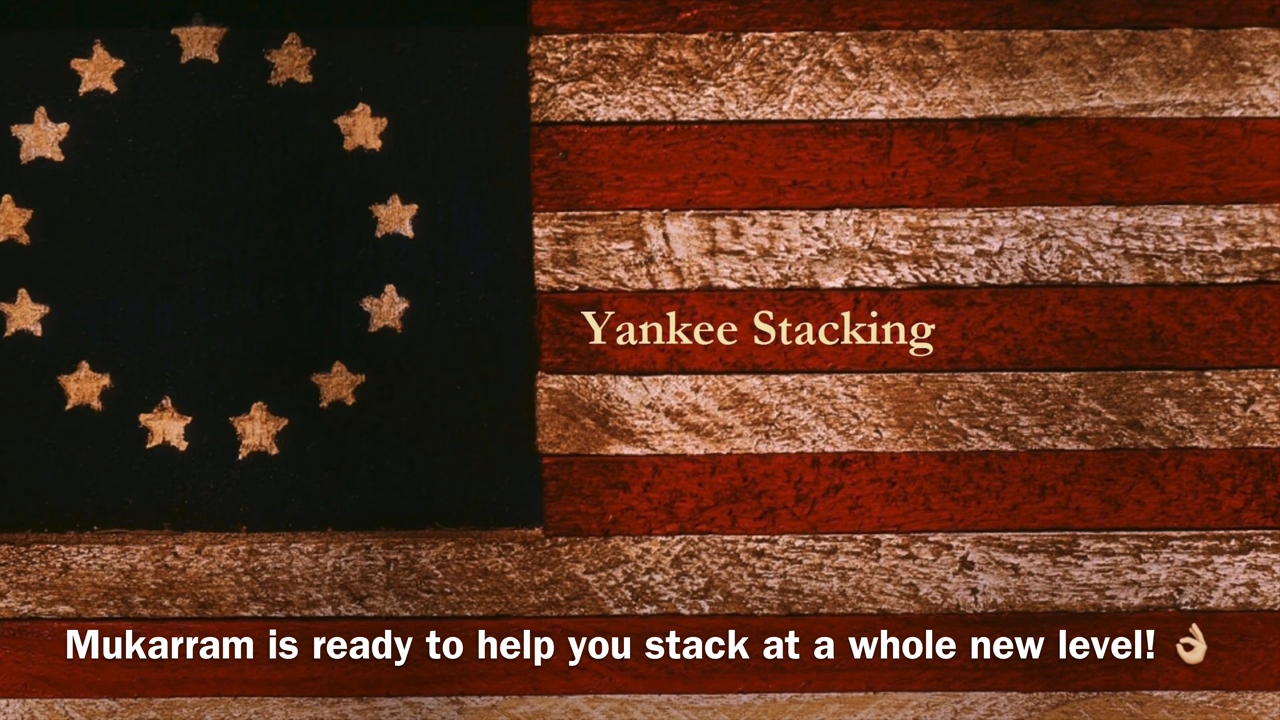 Yankee Stacking
Mukarram is ready to help you stack at a whole new level! 👌🏼